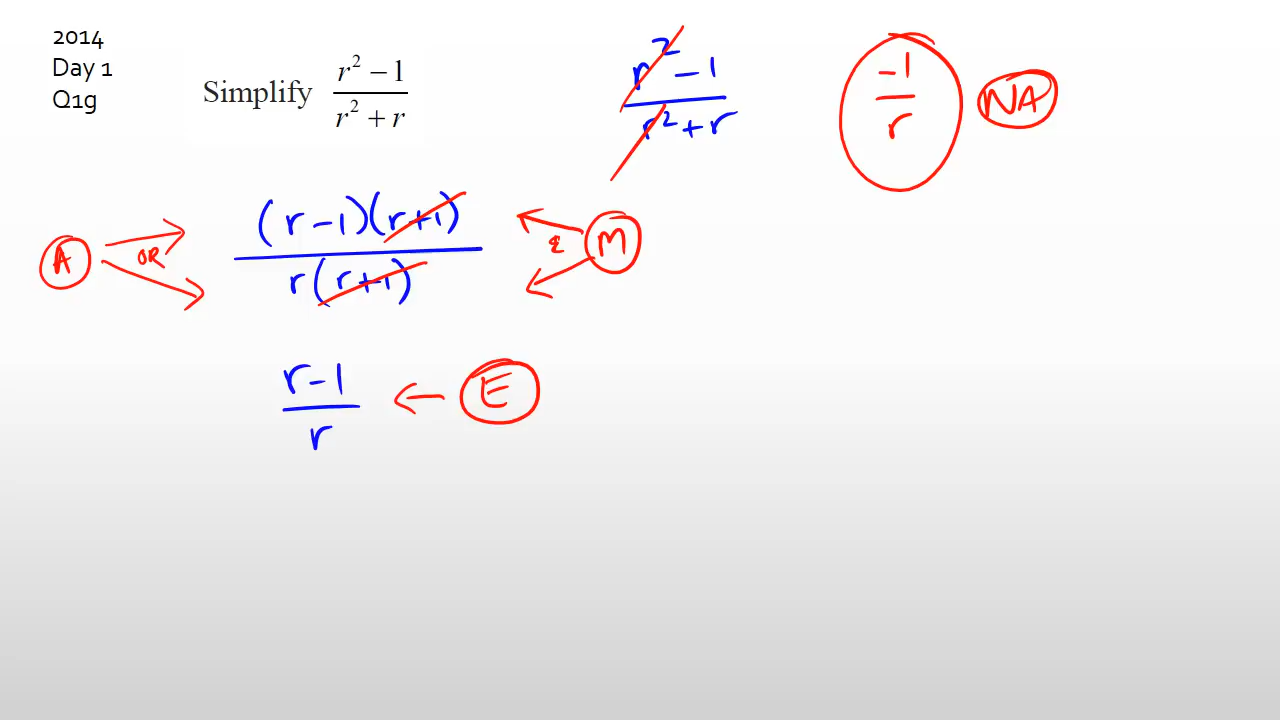 2014
Day 1
Q1g
Simplify (r² − 1)/(r² + r)
r² − 1
r² + r
−1
r
NA
(r − 1)(r + 1)
r(r + 1)
A
OR
&
M
r − 1
r
E